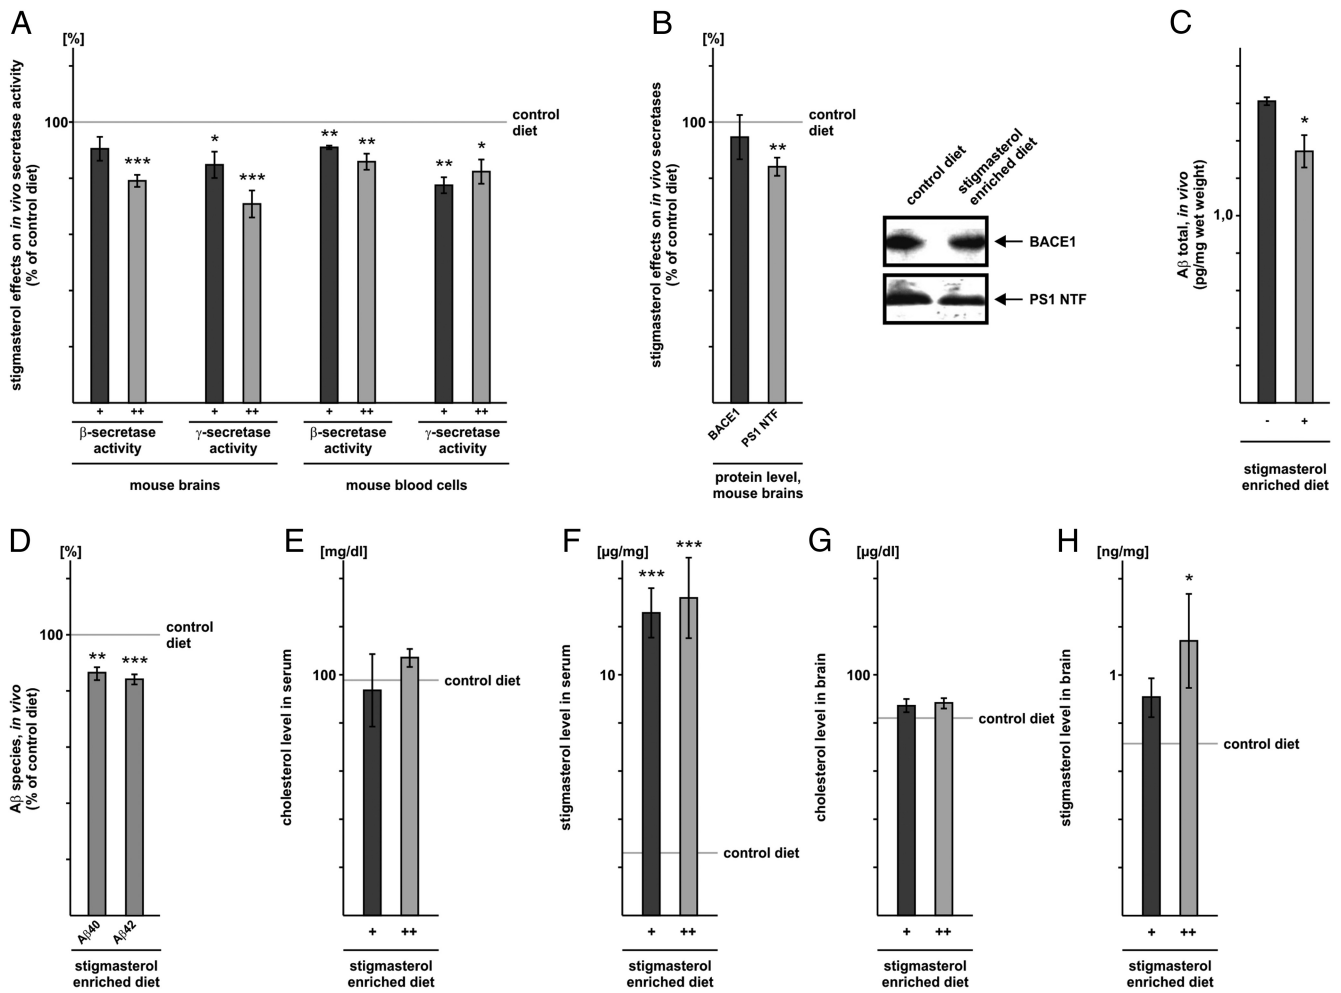 A
[%]
stigmasterol effects on in vivo secretase activity
(% of control diet)
100
control
diet
***
*
***
**
**
**
*
+ ++ + ++ + ++ + ++
β-secretase
activity
γ-secretase
activity
β-secretase
activity
γ-secretase
activity
mouse brains
mouse blood cells
B
[%]
stigmasterol effects on in vivo secretases
(% of control diet)
100
control
diet
**
BACE1
PS1 NTF
protein level,
mouse brains
control diet
stigmasterol
enriched diet
BACE1
PS1 NTF
C
Aβ total, in vivo
(pg/mg wet weight)
1,0
*
- +
stigmasterol
enriched diet
D
[%]
Aβ species, in vivo
(% of control diet)
100
control
diet
**
***
Aβ40
Aβ42
stigmasterol
enriched diet
E
[mg/dl]
cholesterol level in serum
100
control diet
+ ++
stigmasterol
enriched diet
F
[µg/mg]
stigmasterol level in serum
10
***
***
control diet
+ ++
stigmasterol
enriched diet
G
[µg/dl]
cholesterol level in brain
100
control diet
+ ++
stigmasterol
enriched diet
H
[ng/mg]
stigmasterol level in brain
1
*
control diet
+ ++
stigmasterol
enriched diet